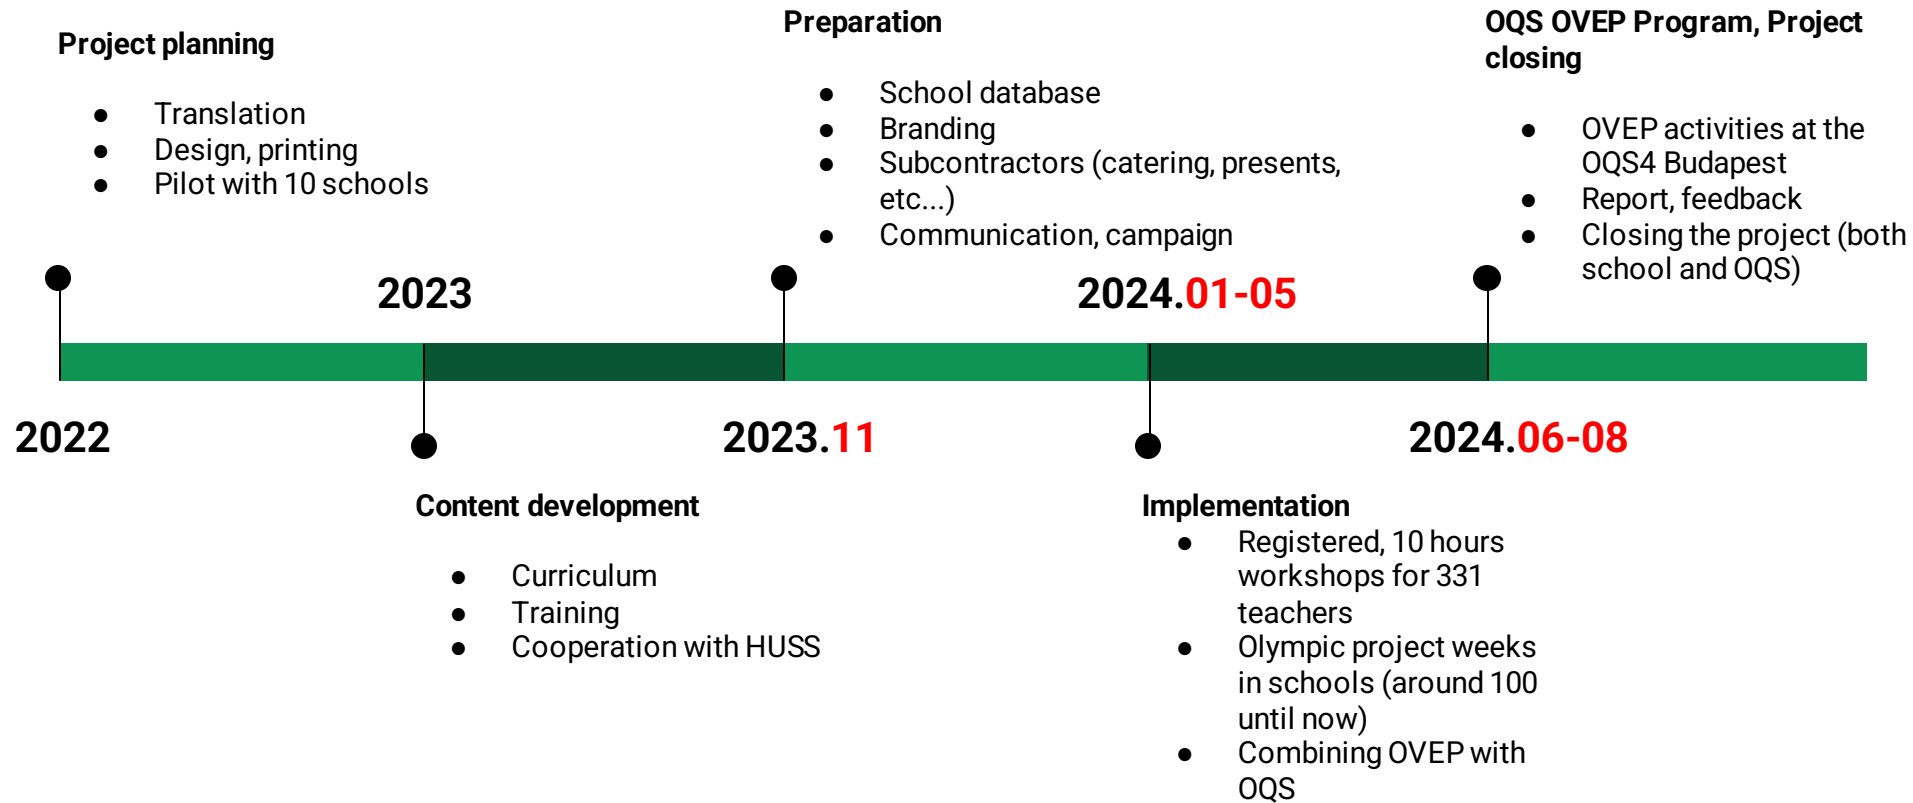 Project planning
● Translation
● Design, printing
● Pilot with 10 schools
2022
2023
Content development
● Curriculum
● Training
● Cooperation with HUSS
Preparation
● School database
● Branding
● Subcontractors (catering, presents,
etc...)
● Communication, campaign
2023.11
2024.01-05
Implementation
● Registered, 10 hours
workshops for 331
teachers
● Olympic project weeks
in schools (around 100
until now)
● Combining OVEP with
OQS
OQS OVEP Program, Project
closing
● OVEP activities at the
OQS4 Budapest
● Report, feedback
● Closing the project (both
school and OQS)
2024.06-08